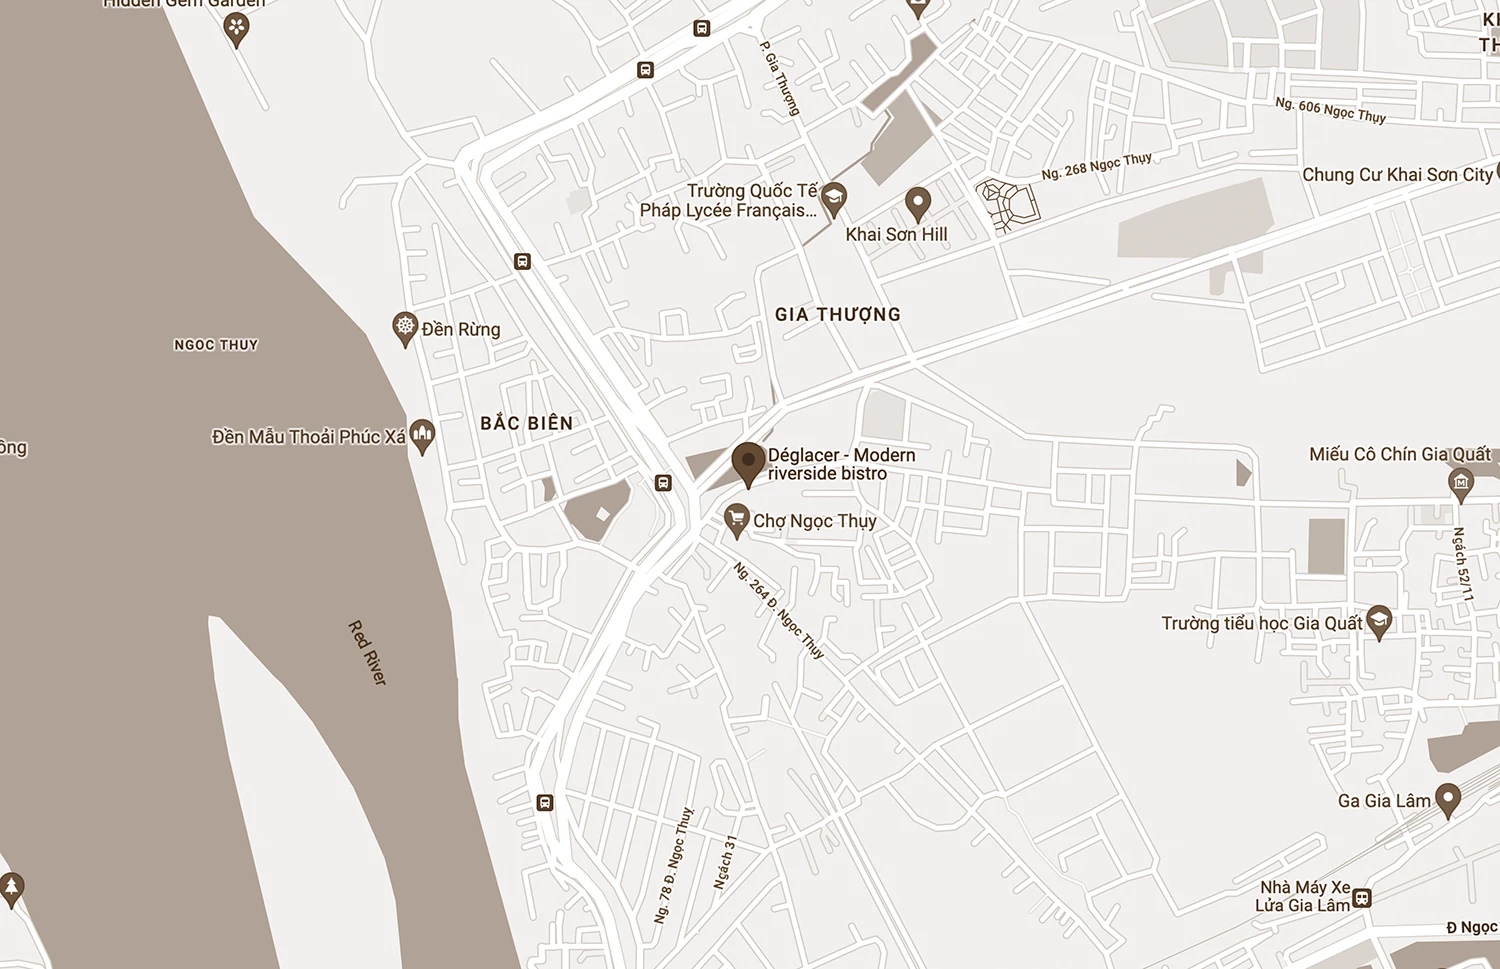 Hidden Gem Garden
P. Gia Thượng
Ng. 606 Ngọc Thụy
Ng. 268 Ngọc Thụy
Chung Cư Khai Sơn City
Trường Quốc Tế
Pháp Lycée Français...
Khai Sơn Hill
GIA THƯỢNG
Đền Rừng
NGOC THUY
BẮC BIÊN
Đền Mẫu Thoải Phúc Xá
Déglacer - Modern
riverside bistro
Miếu Cô Chín Gia Quất
Chợ Ngọc Thụy
Ngách 52/11
Ng. 264 Đ. Ngọc Thụy
Red River
Trường tiểu học Gia Quất
Ga Gia Lâm
Ng. 78 Đ. Ngọc Thuỵ
Ngách 31
Nhà Máy Xe
Lửa Gia Lâm
Đ Ngọc